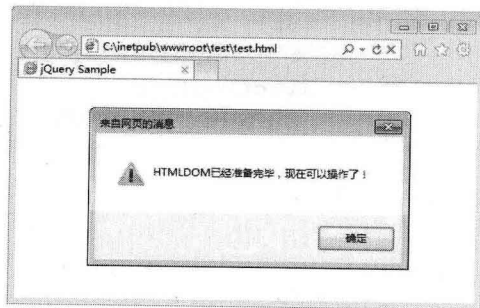 C:\inetpub\wwwroot\test\test.html
jQuery Sample
来自网页的消息
HTMLDOM已经准备完毕，现在可以操作了！
确定